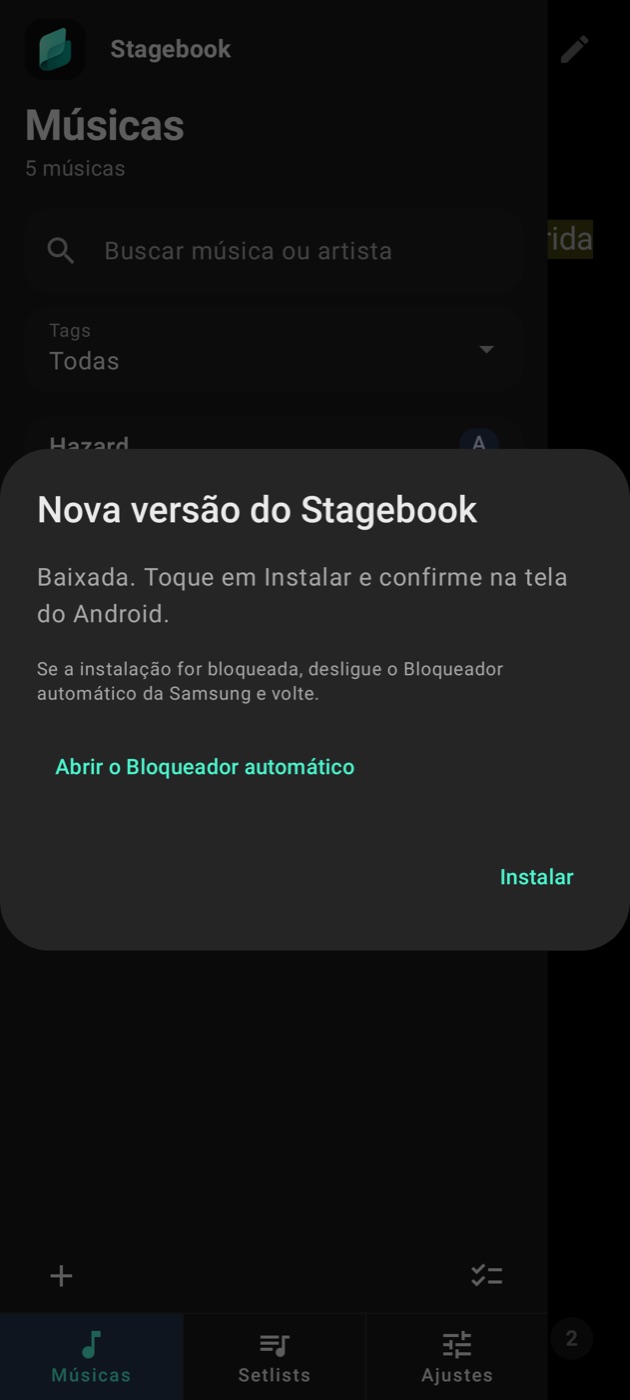 Stagebook
Músicas
5 músicas
rida
Buscar música ou artista
Tags
Todas
Hazard
A
Nova versão do Stagebook
Baixada. Toque em Instalar e confirme na tela
do Android.
Se a instalação for bloqueada, desligue o Bloqueador
automático da Samsung e volte.
Abrir o Bloqueador automático
Instalar
2
Músicas
Setlists
Ajustes